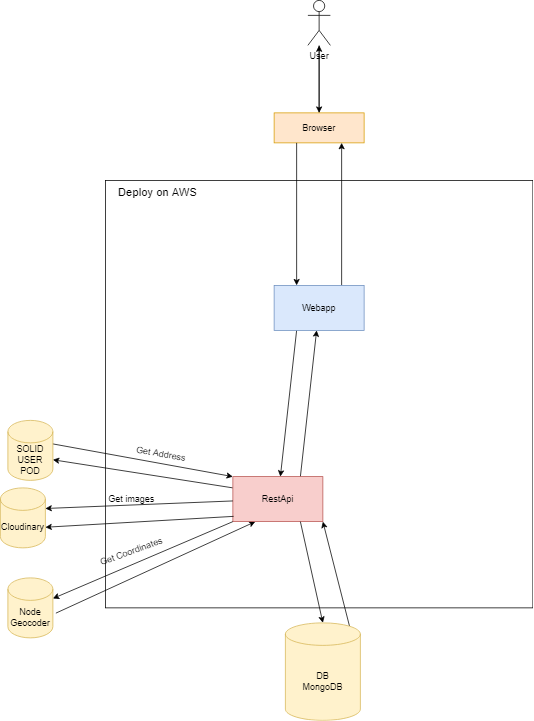 User
Browser
Deploy on AWS
Webapp
SOLID
USER
POD
Get Address
RestApi
Get images
Cloudinary
Get Coordinates
Node
Geocoder
DB
MongoDB